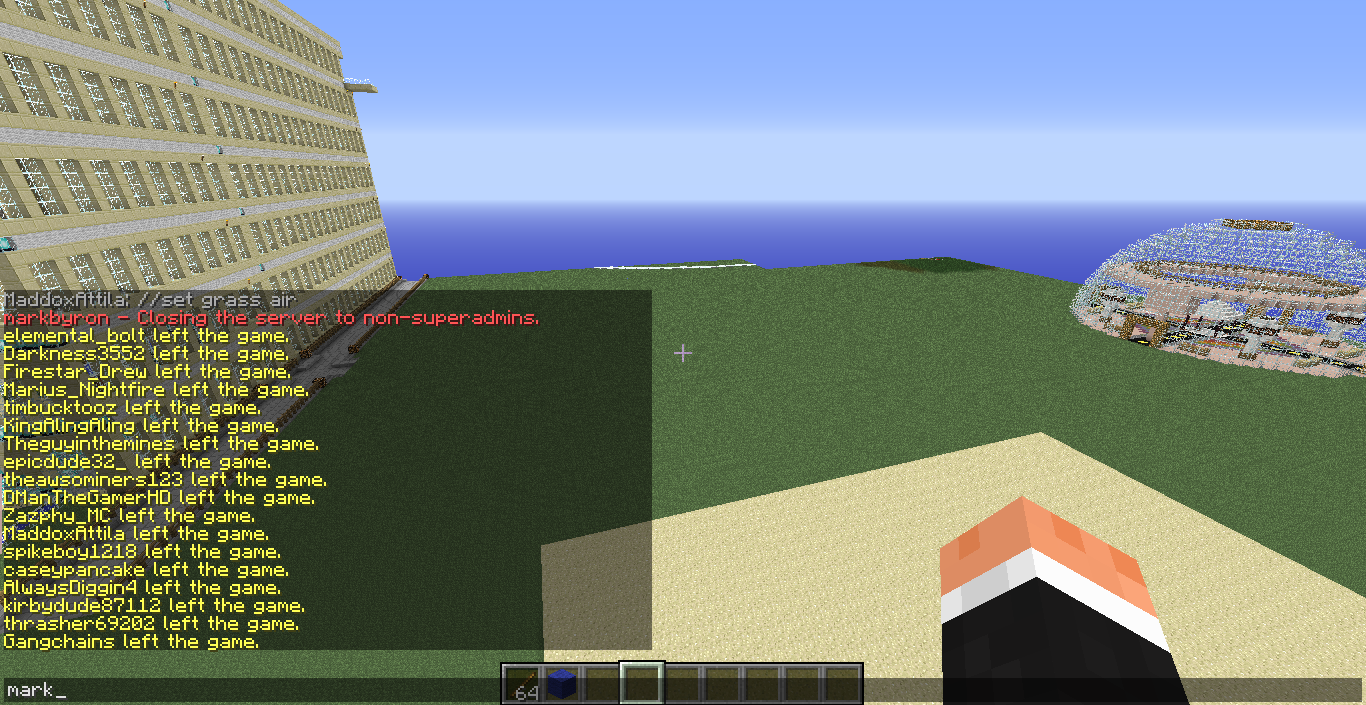 MaddoxAttila: //set grass air
markbyron - Closing the server to non-superadmins.
elemental_bolt left the game.
Darkness3552 left the game.
Firestar_Drew left the game.
Marius_Nightfire left the game.
timbucktooz left the game.
KingAlingAling left the game.
Theguyinthemines left the game.
epicdude32_ left the game.
theawsominers123 left the game.
DManTheGamerHD left the game.
Zazphy_MC left the game.
MaddoxAttila left the game.
spikeboy1218 left the game.
caseypancake left the game.
AlwaysDiggin4 left the game.
kirbydude87112 left the game.
thrasher69202 left the game.
Gangchains left the game.
64
mark_